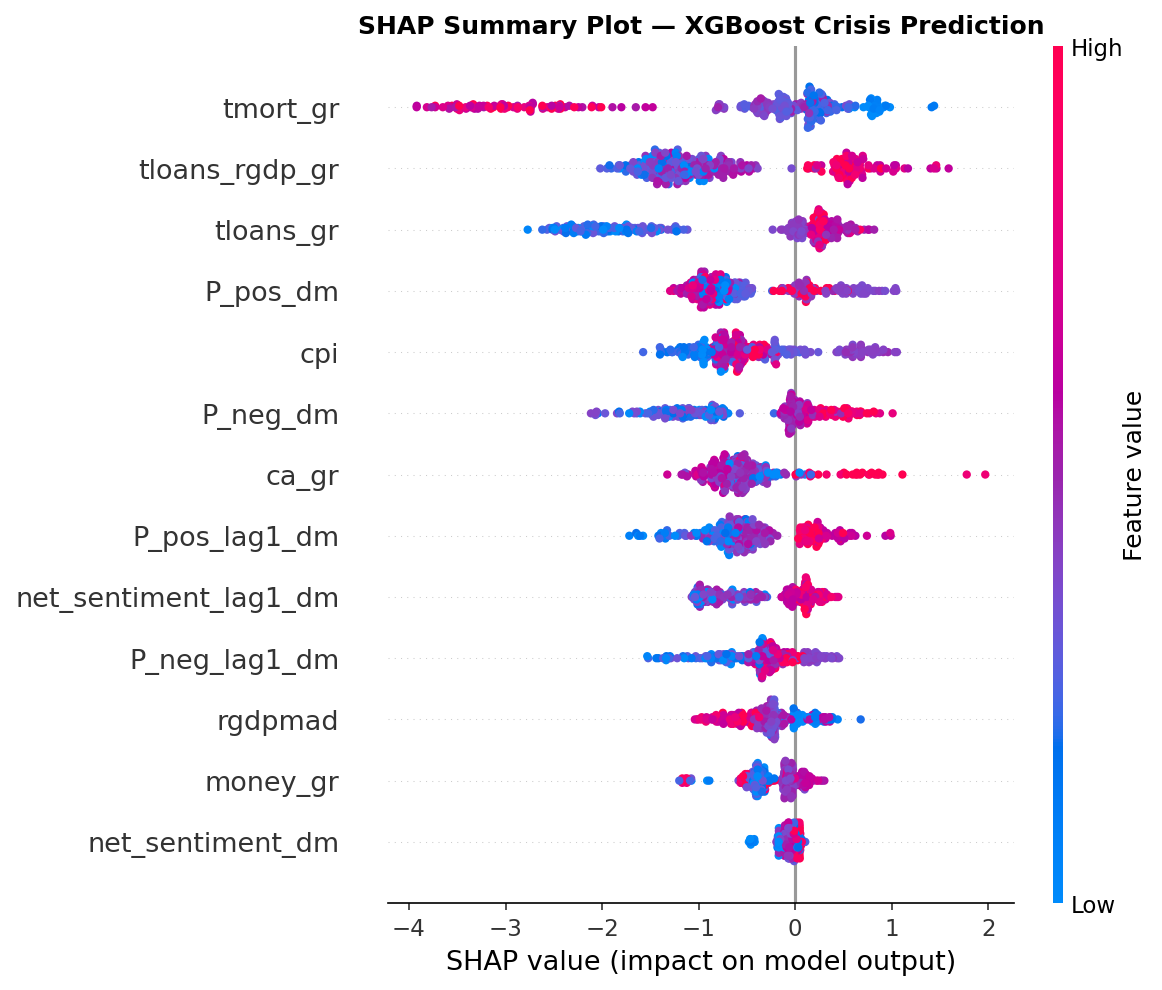 SHAP Summary Plot — XGBoost Crisis Prediction
High
tmort_gr
tloans_rgdp_gr
tloans_gr
P_pos_dm
cpi
P_neg_dm
ca_gr
P_pos_lag1_dm
net_sentiment_lag1_dm
P_neg_lag1_dm
rgdpmad
money_gr
net_sentiment_dm
Feature value
Low
−4 −3 −2 −1 0 1 2
SHAP value (impact on model output)